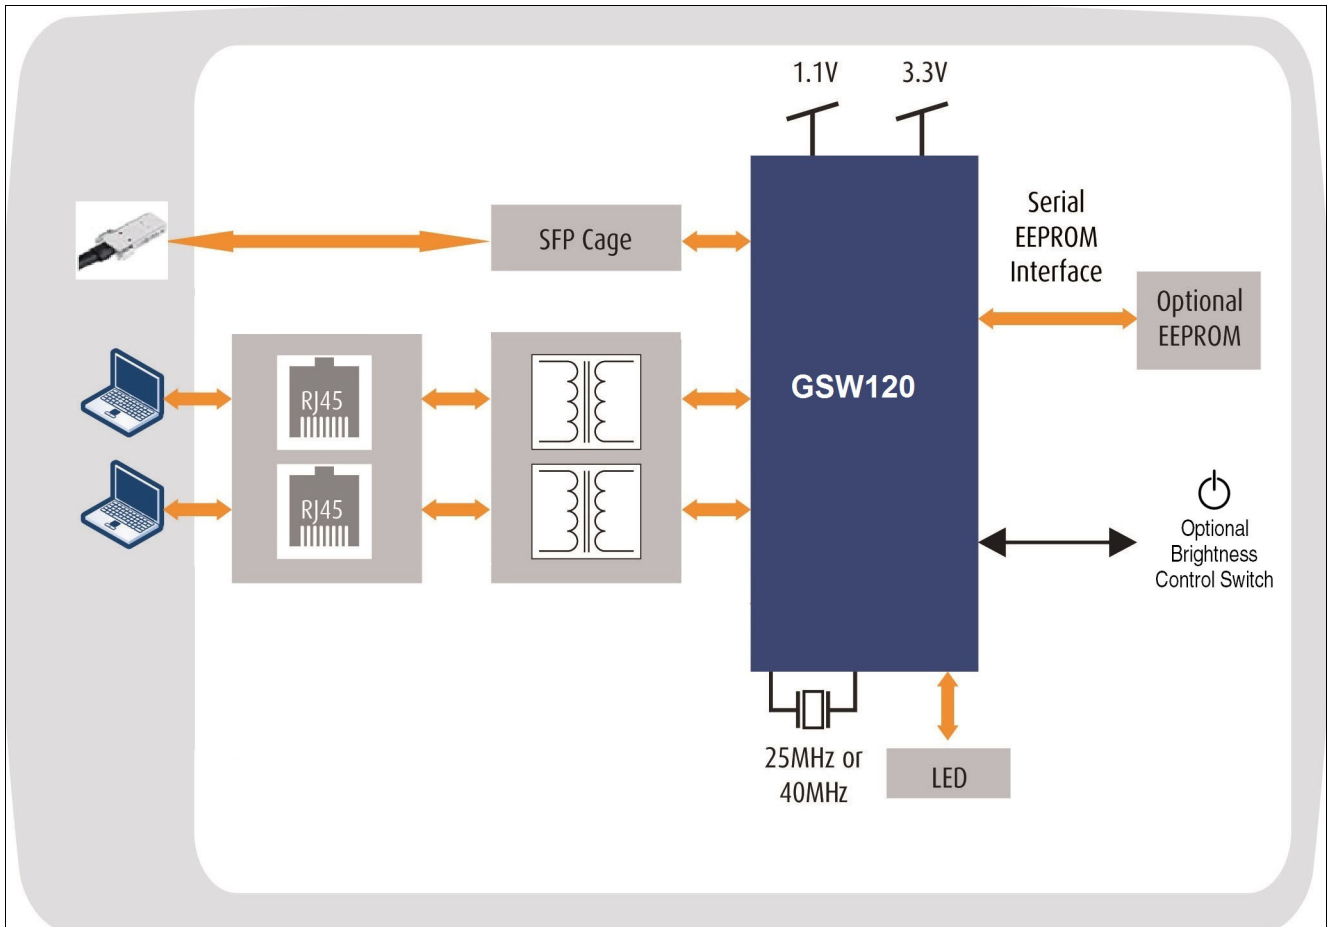 1.1V
3.3V
SFP Cage
Serial
EEPROM
Interface
Optional
EEPROM
GSW120
RJ45
RJ45
Optional
Brightness
Control Switch
25MHz or
40MHz
LED